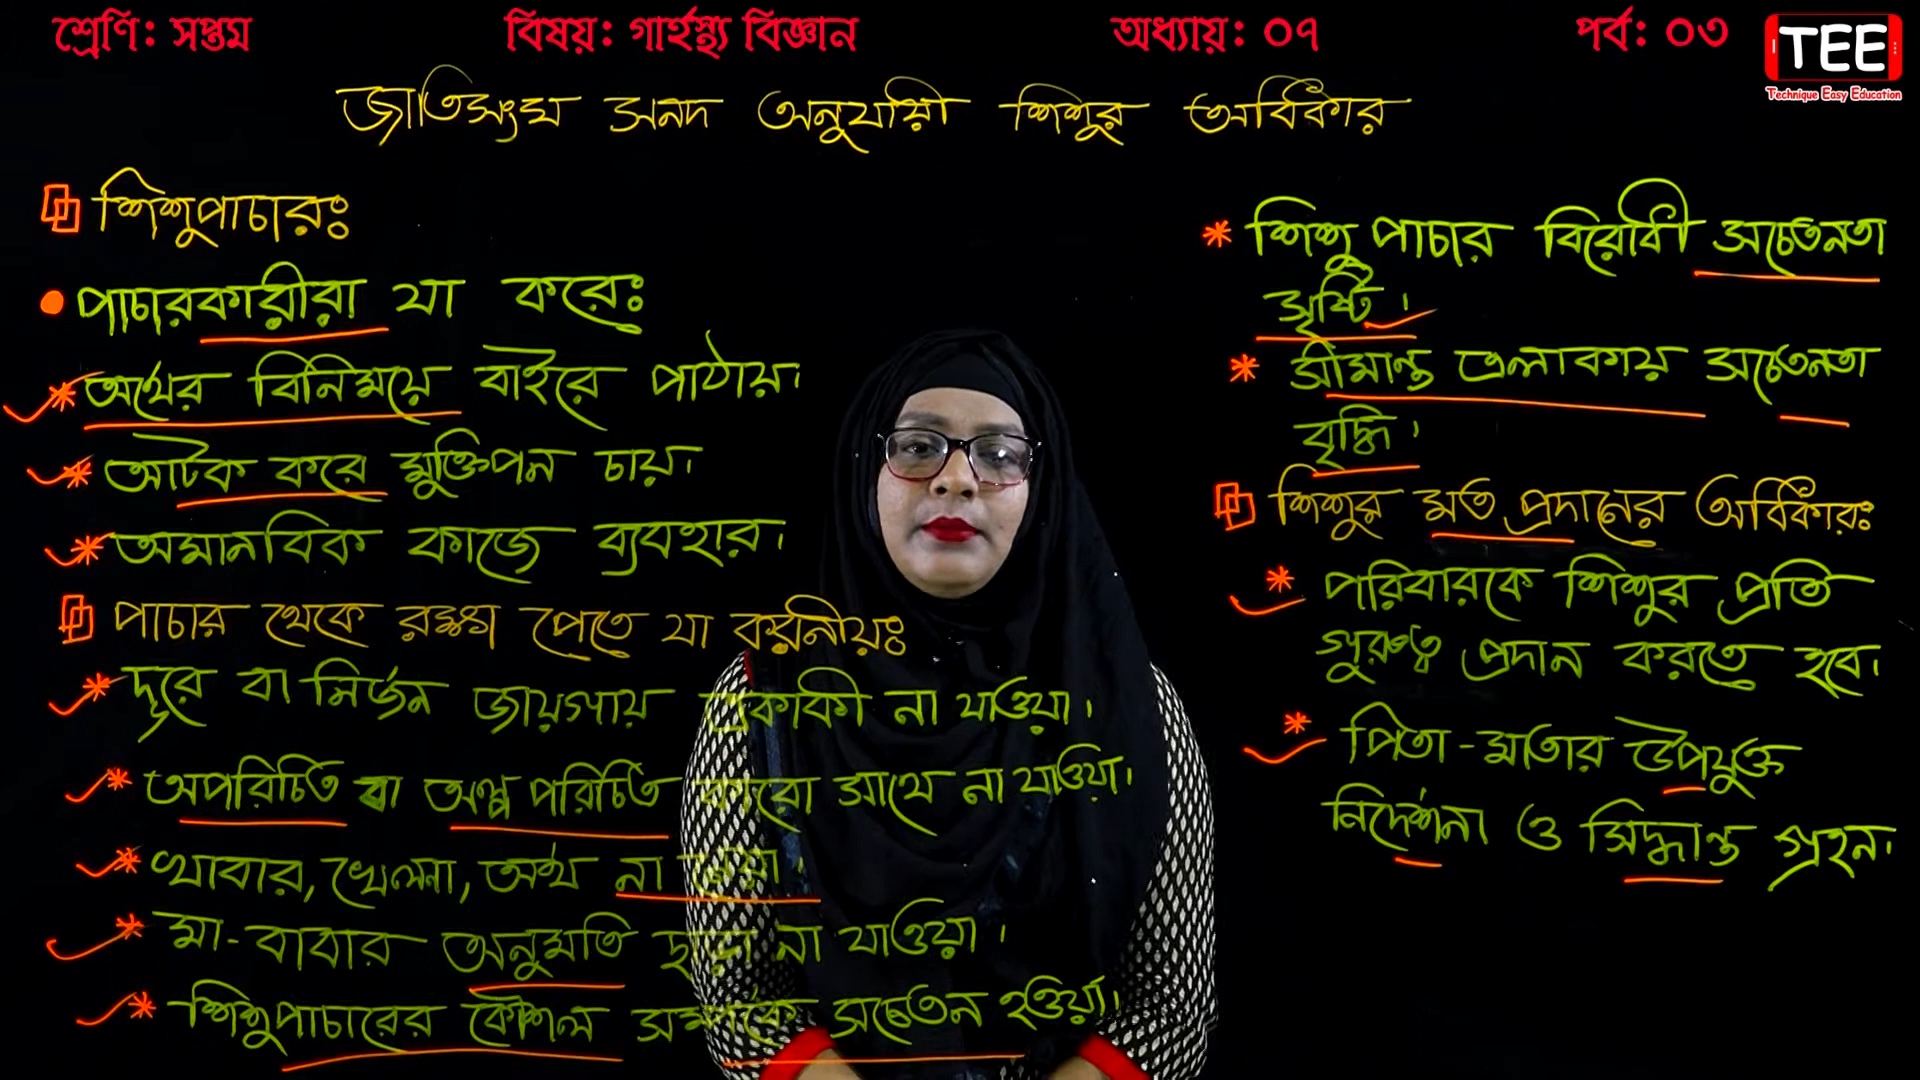 শ্রেণি: সপ্তম
বিষয়: গার্হস্থ্য বিজ্ঞান
অধ্যায়: ০৭
পর্ব: ০৩
TEE
Technique Easy Education
জাতিসংঘ সনদ অনুযায়ী শিশুর অধিকার
শিশুপাচারঃ
পাচারকারীরা যা করেঃ
* অর্থের বিনিময়ে বাইরে পাঠায়।
* আটক করে মুক্তিপন চায়।
* অমানবিক কাজে ব্যবহার।
পাচার থেকে রক্ষা পেতে যা করনীয়ঃ
* দূরে বা নির্জন জায়গায় একাকী না যাওয়া।
* অপরিচিত বা অল্প পরিচিত কারো সাথে না যাওয়া।
* খাবার, খেলনা, অর্থ না নেয়া।
* মা-বাবার অনুমতি ছাড়া না যাওয়া।
* শিশুপাচারের কৌশল সম্পর্কে সচেতন হওয়া।
* শিশু পাচার বিরোধী সচেতনতা
সৃষ্টি।
* সীমান্ত এলাকায় সচেতনতা
বৃদ্ধি।
শিশুর মত প্রদানের অধিকারঃ
* পরিবারকে শিশুর প্রতি
গুরুত্ব প্রদান করতে হবে।
* পিতা-মাতার উপযুক্ত
নির্দেশনা ও সিদ্ধান্ত গ্রহন।